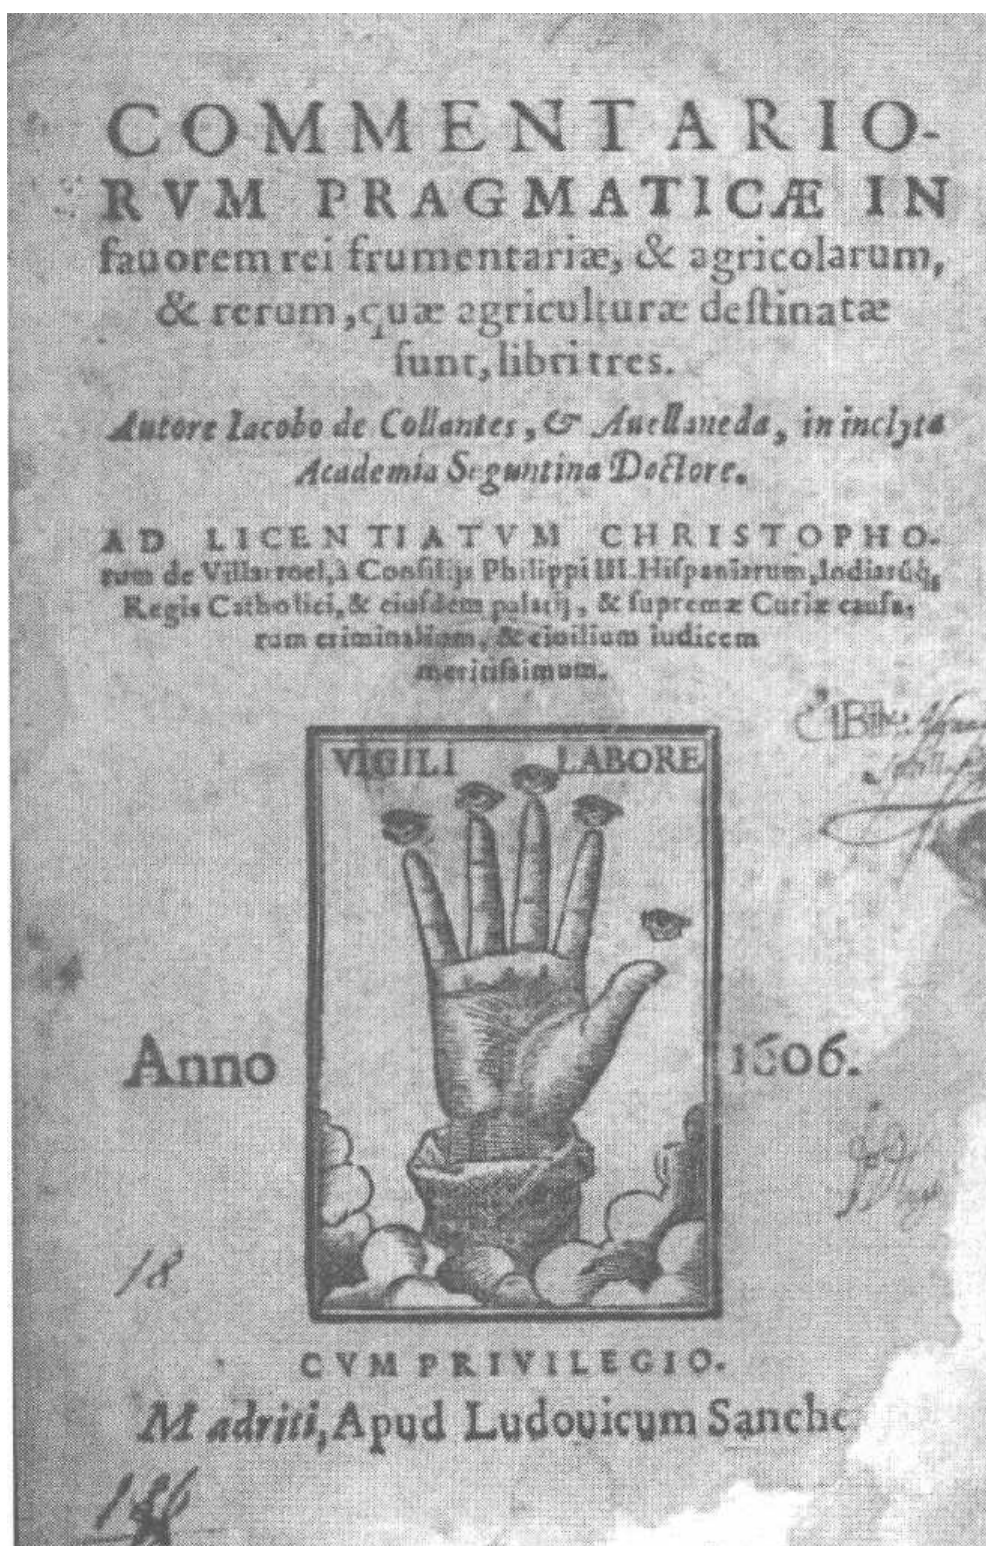 COMMENTARIO-
RVM PRAGMATICÆ IN
fauorem rei frumentariæ, & agricolarum,
& rerum, quæ agriculturæ deſtinatæ
ſunt, libri tres.
Autore Iacobo de Collantes, & Auellaneda, in inclyta
Academia Seguntina Doctore.
AD LICENTIATVM CHRISTOPHO-
rum de Villarroel, à Conſilijs Philippi III. Hiſpaniarum, Indiarũq́;
Regis Catholici, & eiuſdem palatij, & ſupremæ Curiæ cauſa-
rum criminalium, & ciuilium iudicem
meritiſsimum.
VIGILI LABORE
Anno 1606.
18
CVM PRIVILEGIO.
Madriti, Apud Ludouicum Sanche
186